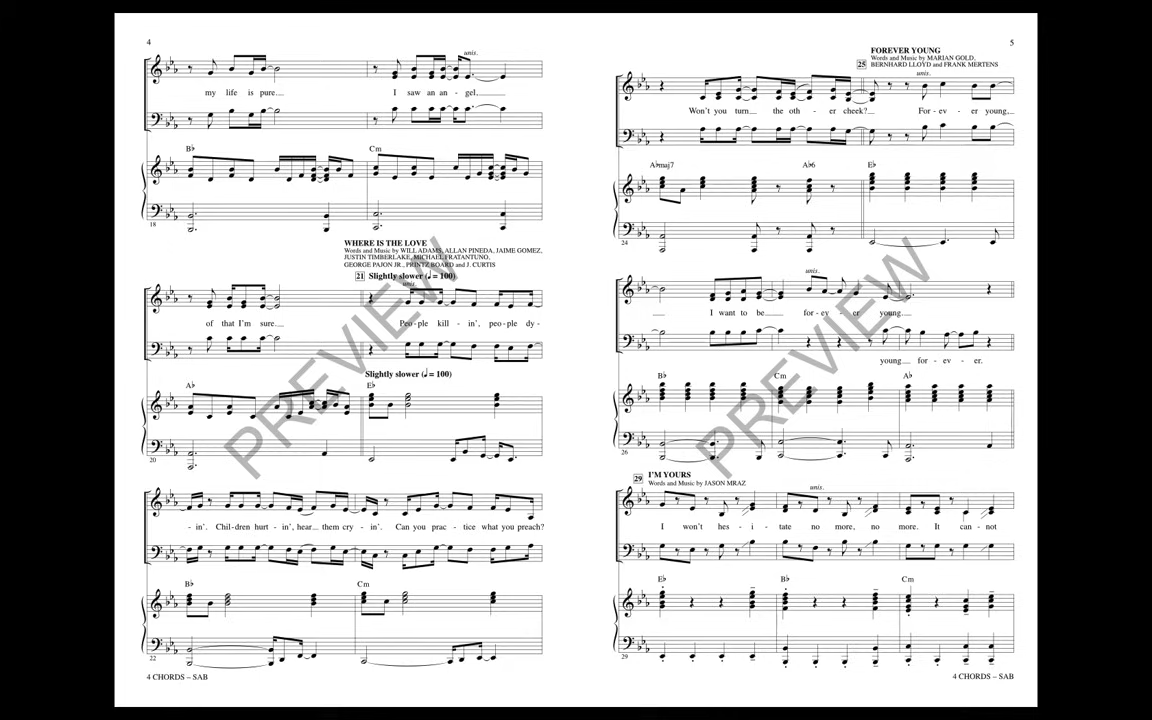 4
unis.
my life is pure.
I saw an an - gel,
B♭
Cm
18
WHERE IS THE LOVE
Words and Music by WILL ADAMS, ALLAN PINEDA, JAIME GOMEZ,
JUSTIN TIMBERLAKE, MICHAEL FRATANTUNO,
GEORGE PAJON JR., PRINTZ BOARD and J. CURTIS
21 Slightly slower (♩ = 100)
unis.
of that I'm sure.
Peo - ple kill - in', peo - ple dy -
Slightly slower (♩ = 100)
A♭
E♭
20
- in'. Chil - dren hurt - in', hear them cry - in'. Can you prac - tice what you preach?
B♭
Cm
22
4 CHORDS – SAB
PREVIEW
5
FOREVER YOUNG
Words and Music by MARIAN GOLD,
25 BERNHARD LLOYD and FRANK MERTENS
unis.
Won't you turn the oth - er cheek? For - ev - er young,
A♭maj7
A♭6
E♭
24
unis.
I want to be for - ev - er young.
young for - ev - er.
B♭
Cm
A♭
26
29 I'M YOURS
Words and Music by JASON MRAZ
unis.
I won't hes - i - tate no more, no more. It can - not
E♭
B♭
Cm
29
4 CHORDS – SAB
PREVIEW